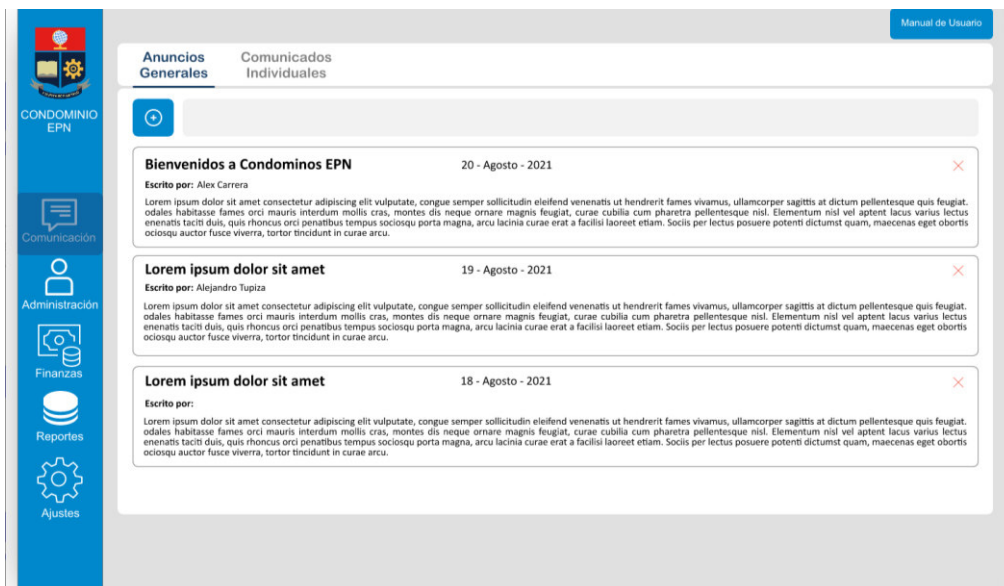 Manual de Usuario
CONDOMINIO
EPN
Comunicación
Administración
Finanzas
Reportes
Ajustes
Anuncios
Generales
Comunicados
Individuales
Bienvenidos a Condominos EPN
20 - Agosto - 2021
Escrito por: Alex Carrera
Lorem ipsum dolor sit amet consectetur adipiscing elit vulputate, congue semper sollicitudin eleifend venenatis ut hendrerit fames vivamus, ullamcorper sagittis at dictum pellentesque quis feugiat.
odales habitasse fames orci mauris interdum mollis cras, montes dis neque ornare magnis feugiat, curae cubilia cum pharetra pellentesque nisl. Elementum nisl vel aptent lacus varius lectus
enenatis taciti duis, quis rhoncus orci penatibus tempus sociosqu porta magna, arcu lacinia curae erat a facilisi laoreet etiam. Sociis per lectus posuere potenti dictumst quam, maecenas eget obortis
ociosqu auctor fusce viverra, tortor tincidunt in curae arcu.
Lorem ipsum dolor sit amet
19 - Agosto - 2021
Escrito por: Alejandro Tupiza
Lorem ipsum dolor sit amet consectetur adipiscing elit vulputate, congue semper sollicitudin eleifend venenatis ut hendrerit fames vivamus, ullamcorper sagittis at dictum pellentesque quis feugiat.
odales habitasse fames orci mauris interdum mollis cras, montes dis neque ornare magnis feugiat, curae cubilia cum pharetra pellentesque nisl. Elementum nisl vel aptent lacus varius lectus
enenatis taciti duis, quis rhoncus orci penatibus tempus sociosqu porta magna, arcu lacinia curae erat a facilisi laoreet etiam. Sociis per lectus posuere potenti dictumst quam, maecenas eget obortis
ociosqu auctor fusce viverra, tortor tincidunt in curae arcu.
Lorem ipsum dolor sit amet
18 - Agosto - 2021
Escrito por:
Lorem ipsum dolor sit amet consectetur adipiscing elit vulputate, congue semper sollicitudin eleifend venenatis ut hendrerit fames vivamus, ullamcorper sagittis at dictum pellentesque quis feugiat.
odales habitasse fames orci mauris interdum mollis cras, montes dis neque ornare magnis feugiat, curae cubilia cum pharetra pellentesque nisl. Elementum nisl vel aptent lacus varius lectus
enenatis taciti duis, quis rhoncus orci penatibus tempus sociosqu porta magna, arcu lacinia curae erat a facilisi laoreet etiam. Sociis per lectus posuere potenti dictumst quam, maecenas eget obortis
ociosqu auctor fusce viverra, tortor tincidunt in curae arcu.